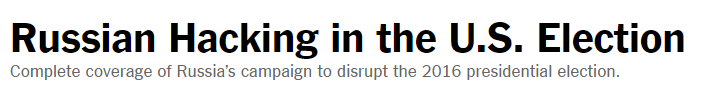 Russian Hacking in the U.S. Election
Complete coverage of Russia’s campaign to disrupt the 2016 presidential election.